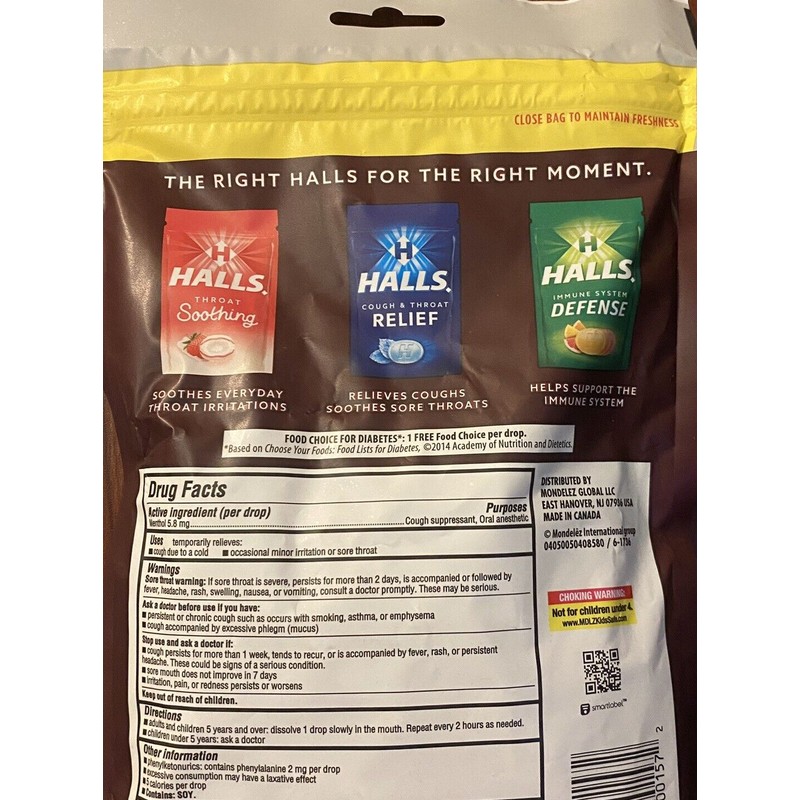 CLOSE BAG TO MAINTAIN FRESHNESS
THE RIGHT HALLS FOR THE RIGHT MOMENT.
H
HALLS.
THROAT
Soothing
SOOTHES EVERYDAY
THROAT IRRITATIONS
H
HALLS.
COUGH & THROAT
RELIEF
H
RELIEVES COUGHS
SOOTHES SORE THROATS
H
HALLS.
IMMUNE SYSTEM
DEFENSE
HELPS SUPPORT THE
IMMUNE SYSTEM
FOOD CHOICE FOR DIABETES*: 1 FREE Food Choice per drop.
*Based on Choose Your Foods: Food Lists for Diabetes, ©2014 Academy of Nutrition and Dietetics.
Drug Facts
Active ingredient (per drop) Purposes
Menthol 5.8 mg..........Cough suppressant, Oral anesthetic
Uses temporarily relieves:
■ cough due to a cold ■ occasional minor irritation or sore throat
Warnings
Sore throat warning: If sore throat is severe, persists for more than 2 days, is accompanied or followed by
fever, headache, rash, swelling, nausea, or vomiting, consult a doctor promptly. These may be serious.
Ask a doctor before use if you have:
■ persistent or chronic cough such as occurs with smoking, asthma, or emphysema
■ cough accompanied by excessive phlegm (mucus)
Stop use and ask a doctor if:
■ cough persists for more than 1 week, tends to recur, or is accompanied by fever, rash, or persistent
headache. These could be signs of a serious condition.
■ sore mouth does not improve in 7 days
■ irritation, pain, or redness persists or worsens
Keep out of reach of children.
Directions
■ adults and children 5 years and over: dissolve 1 drop slowly in the mouth. Repeat every 2 hours as needed.
■ children under 5 years: ask a doctor
Other information
■ phenylketonurics: contains phenylalanine 2 mg per drop
■ excessive consumption may have a laxative effect
■ 5 calories per drop
■ Contains: SOY.
DISTRIBUTED BY
MONDELEZ GLOBAL LLC
EAST HANOVER, NJ 07936 USA
MADE IN CANADA
© Mondelēz International group
04050050408580 / 6-1736
CHOKING WARNING:
Not for children under 4.
www.MDLZKidsSafe.com
smartlabel™
00157
2